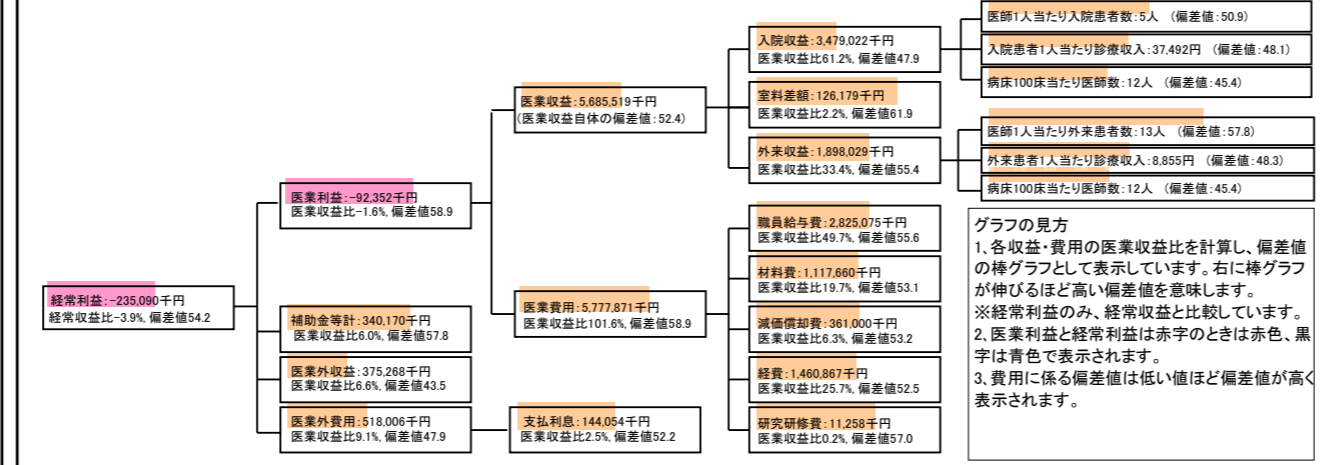 経常利益:-235,090千円
経常収益比-3.9%, 偏差値54.2
医業利益:-92,352千円
医業収益比-1.6%, 偏差値58.9
補助金等計:340,170千円
医業収益比6.0%, 偏差値57.8
医業外収益:375,268千円
医業収益比6.6%, 偏差値43.5
医業外費用:518,006千円
医業収益比9.1%, 偏差値47.9
医業収益:5,685,519千円
(医業収益自体の偏差値:52.4)
医業費用:5,777,871千円
医業収益比101.6%, 偏差値58.9
支払利息:144,054千円
医業収益比2.5%, 偏差値52.2
入院収益:3,479,022千円
医業収益比61.2%, 偏差値47.9
室料差額:126,179千円
医業収益比2.2%, 偏差値61.9
外来収益:1,898,029千円
医業収益比33.4%, 偏差値55.4
職員給与費:2,825,075千円
医業収益比49.7%, 偏差値55.6
材料費:1,117,660千円
医業収益比19.7%, 偏差値53.1
減価償却費:361,000千円
医業収益比6.3%, 偏差値53.2
経費:1,460,867千円
医業収益比25.7%, 偏差値52.5
研究研修費:11,258千円
医業収益比0.2%, 偏差値57.0
医師1人当たり入院患者数:5人 (偏差値:50.9)
入院患者1人当たり診療収入:37,492円 (偏差値:48.1)
病床100床当たり医師数:12人 (偏差値:45.4)
医師1人当たり外来患者数:13人 (偏差値:57.8)
外来患者1人当たり診療収入:8,855円 (偏差値:48.3)
病床100床当たり医師数:12人 (偏差値:45.4)
グラフの見方
1、各収益・費用の医業収益比を計算し、偏差値
の棒グラフとして表示しています。右に棒グラフ
が伸びるほど高い偏差値を意味します。
※経常利益のみ、経常収益と比較しています。
2、医業利益と経常利益は赤字のときは赤色、黒
字は青色で表示されます。
3、費用に係る偏差値は低い値ほど偏差値が高く
表示されます。